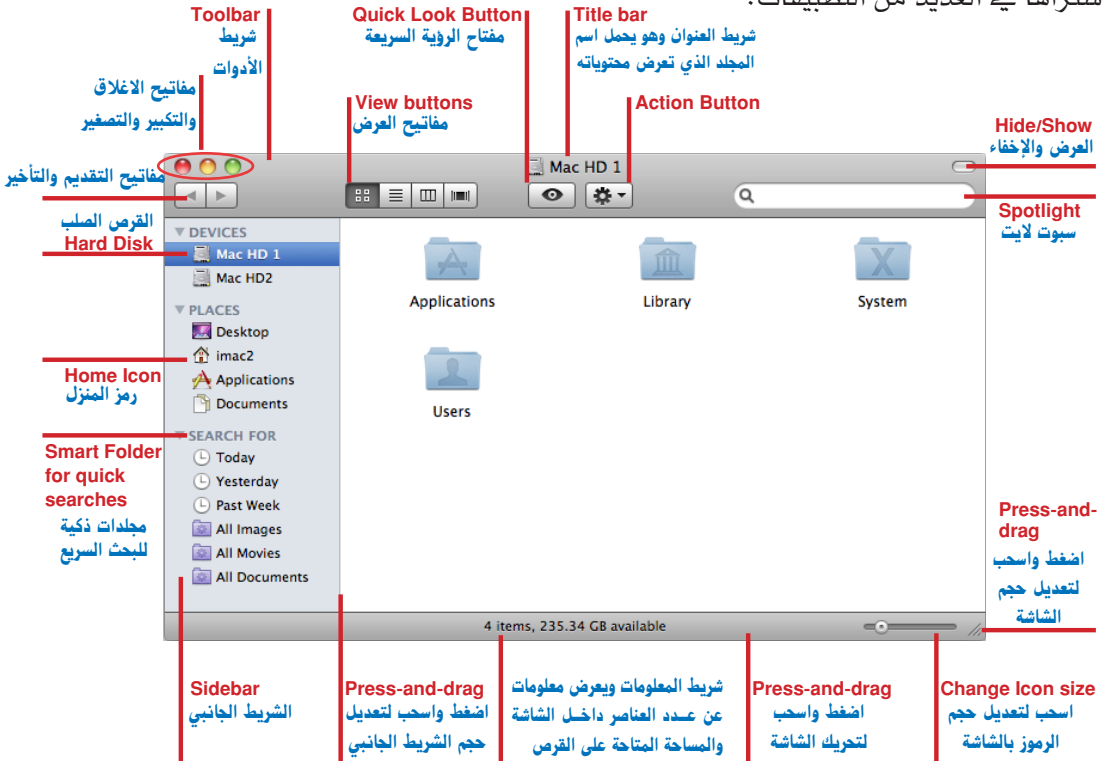 ستراها في العديد من التطبيقات.
Toolbar
شريط
الأدوات
Quick Look Button
مفتاح الرؤية السريعة
Title bar
شريط العنوان وهو يحمل اسم
المجلد الذي تعرض محتوياته
مفاتيح الاغلاق
والتكبير والتصغير
View buttons
مفاتيح العرض
Action Button
Hide/Show
العرض والإخفاء
مفاتيح التقديم والتأخير
Mac HD 1
Spotlight
سبوت لايت
القرص الصلب
Hard Disk
DEVICES
Mac HD 1
Mac HD2
PLACES
Desktop
imac2
Applications
Documents
SEARCH FOR
Today
Yesterday
Past Week
All Images
All Movies
All Documents
Applications
Library
System
Users
Home Icon
رمز المنزل
Smart Folder
for quick
searches
مجلدات ذكية
للبحث السريع
Press-and-
drag
اضغط واسحب
لتعديل حجم
الشاشة
4 items, 235.34 GB available
Sidebar
الشريط الجانبي
Press-and-drag
اضغط واسحب لتعديل
حجم الشريط الجانبي
شريط المعلومات ويعرض معلومات
عن عدد العناصر داخل الشاشة
والمساحة المتاحة على القرص
Press-and-drag
اضغط واسحب
لتحريك الشاشة
Change Icon size
اسحب لتعديل حجم
الرموز بالشاشة